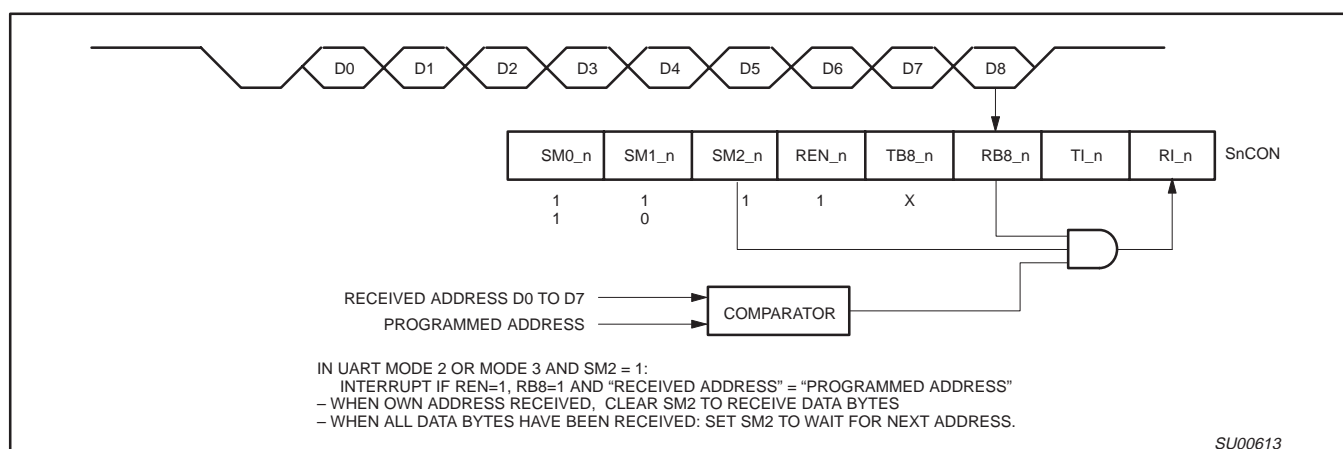 D0 D1 D2 D3 D4 D5 D6 D7 D8
SM0_n SM1_n SM2_n REN_n TB8_n RB8_n TI_n RI_n SnCON
1 1 1 1 X
1 0
RECEIVED ADDRESS D0 TO D7
PROGRAMMED ADDRESS
COMPARATOR
IN UART MODE 2 OR MODE 3 AND SM2 = 1:
INTERRUPT IF REN=1, RB8=1 AND “RECEIVED ADDRESS” = “PROGRAMMED ADDRESS”
– WHEN OWN ADDRESS RECEIVED, CLEAR SM2 TO RECEIVE DATA BYTES
– WHEN ALL DATA BYTES HAVE BEEN RECEIVED: SET SM2 TO WAIT FOR NEXT ADDRESS.
SU00613